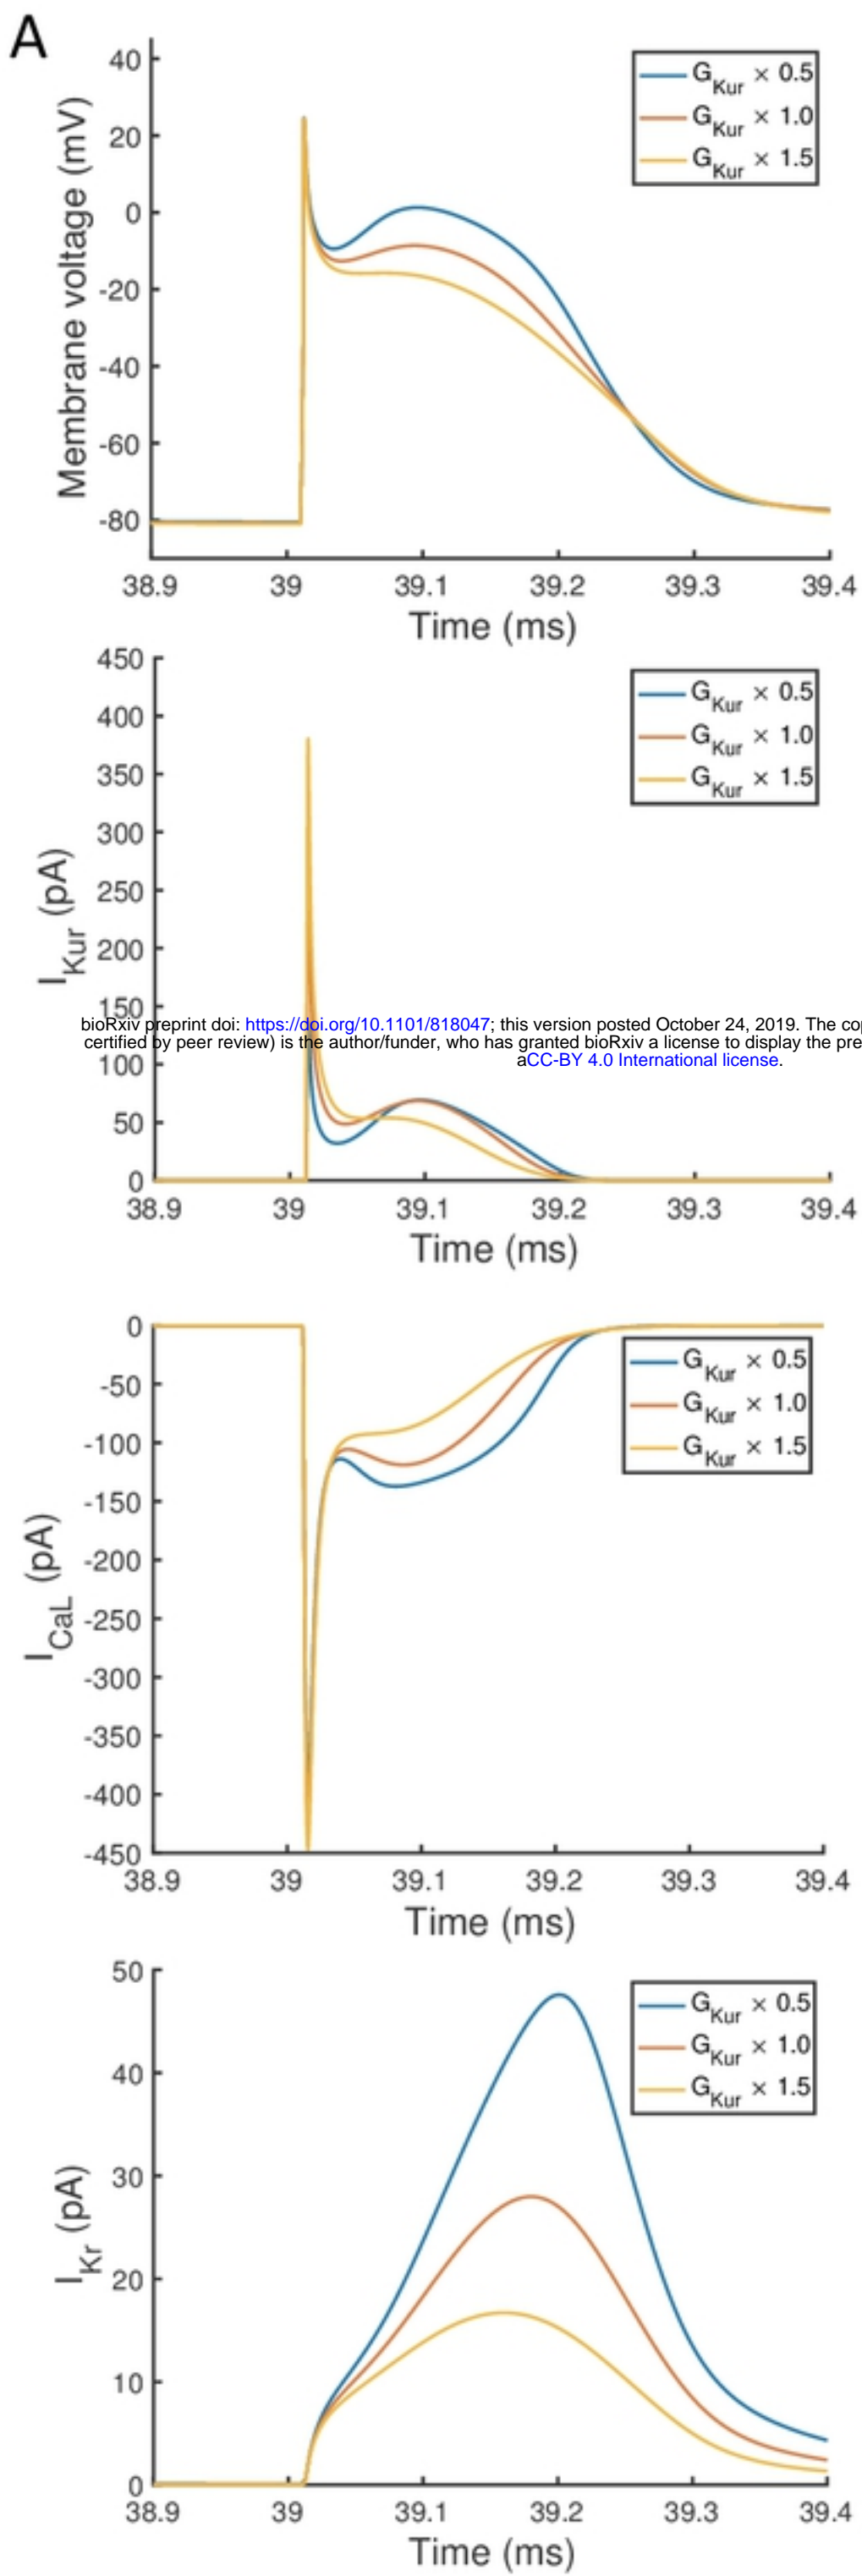 A
40
20
0
-20
-40
-60
-80
Membrane voltage (mV)
G_Kur × 0.5
G_Kur × 1.0
G_Kur × 1.5
38.9 39 39.1 39.2 39.3 39.4
Time (ms)
450
400
350
300
250
200
150
100
50
0
I_Kur (pA)
G_Kur × 0.5
G_Kur × 1.0
G_Kur × 1.5
bioRxiv preprint doi: https://doi.org/10.1101/818047; this version posted October 24, 2019. The cop
certified by peer review) is the author/funder, who has granted bioRxiv a license to display the pre
aCC-BY 4.0 International license.
38.9 39 39.1 39.2 39.3 39.4
Time (ms)
0
-50
-100
-150
-200
-250
-300
-350
-400
-450
I_CaL (pA)
G_Kur × 0.5
G_Kur × 1.0
G_Kur × 1.5
38.9 39 39.1 39.2 39.3 39.4
Time (ms)
50
40
30
20
10
0
I_Kr (pA)
G_Kur × 0.5
G_Kur × 1.0
G_Kur × 1.5
38.9 39 39.1 39.2 39.3 39.4
Time (ms)